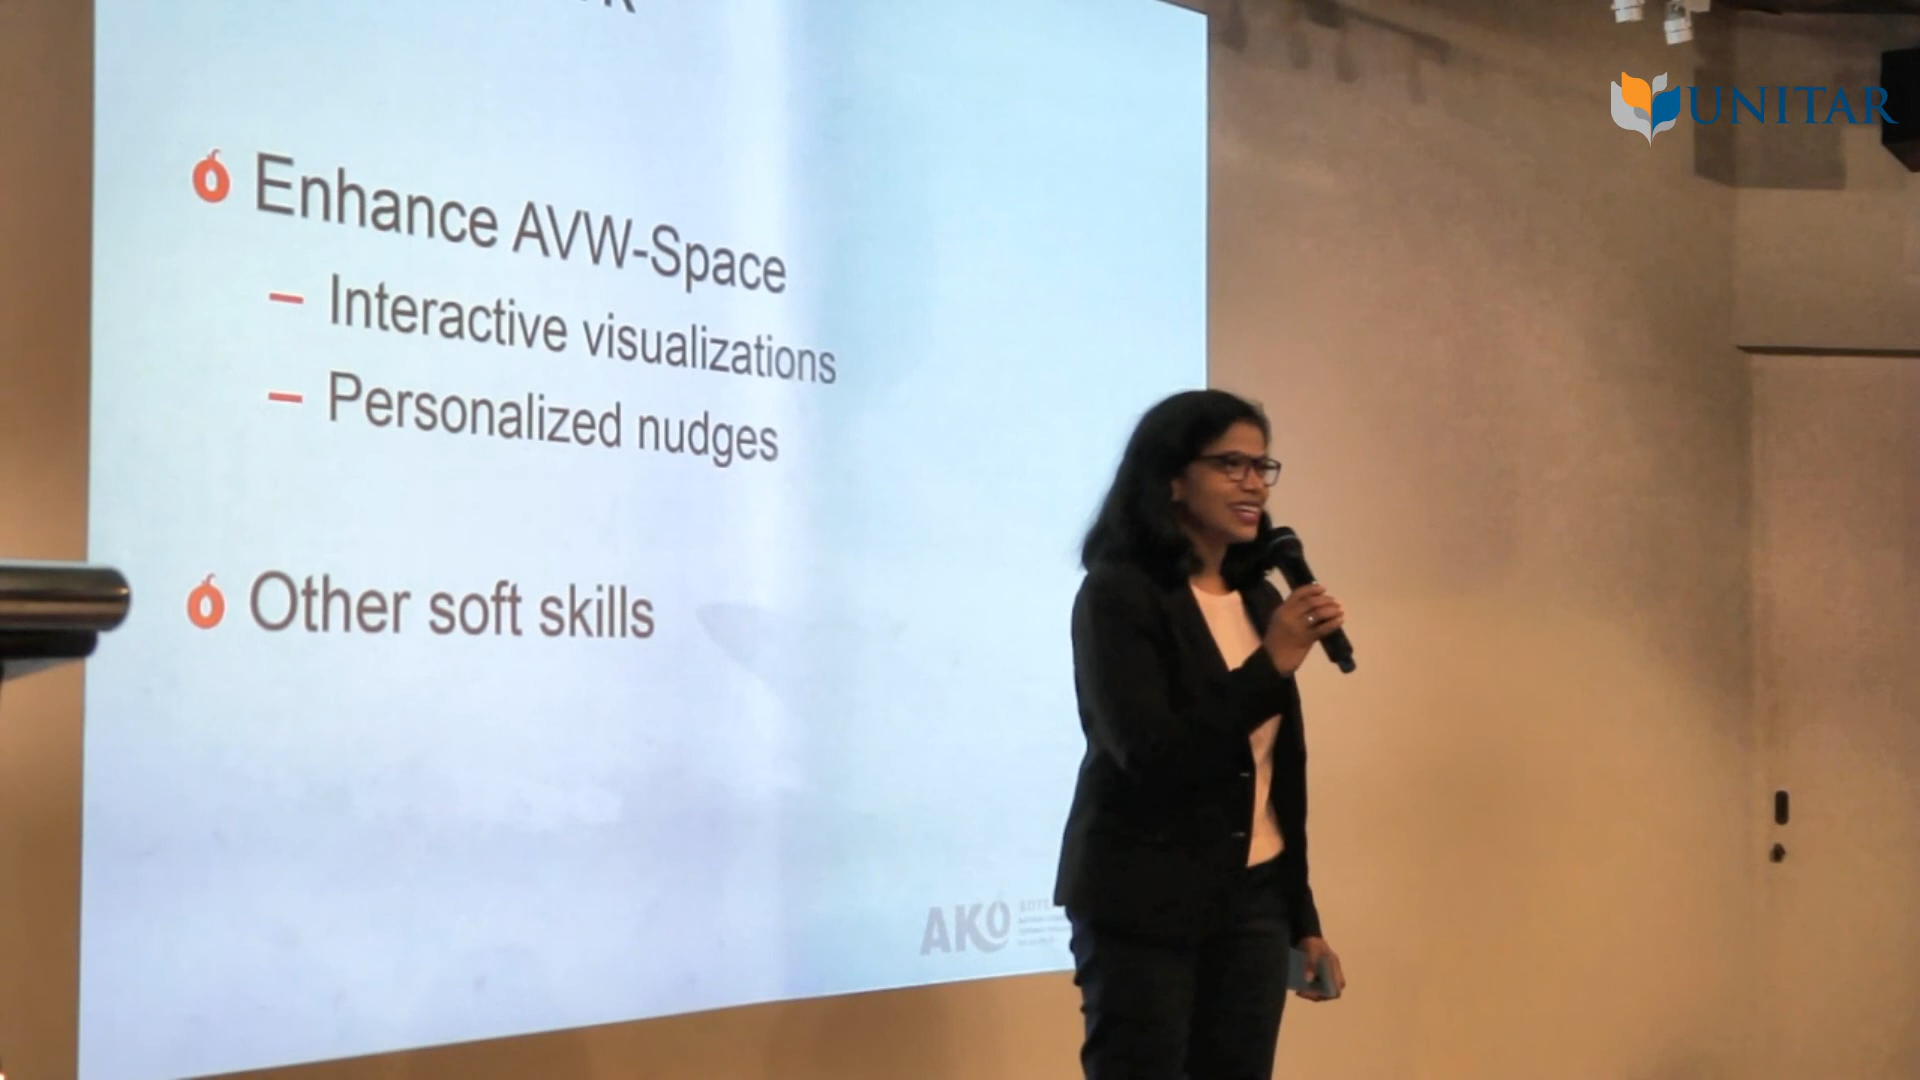 UNITAR
Enhance AVW-Space
– Interactive visualizations
– Personalized nudges
Other soft skills
AKO